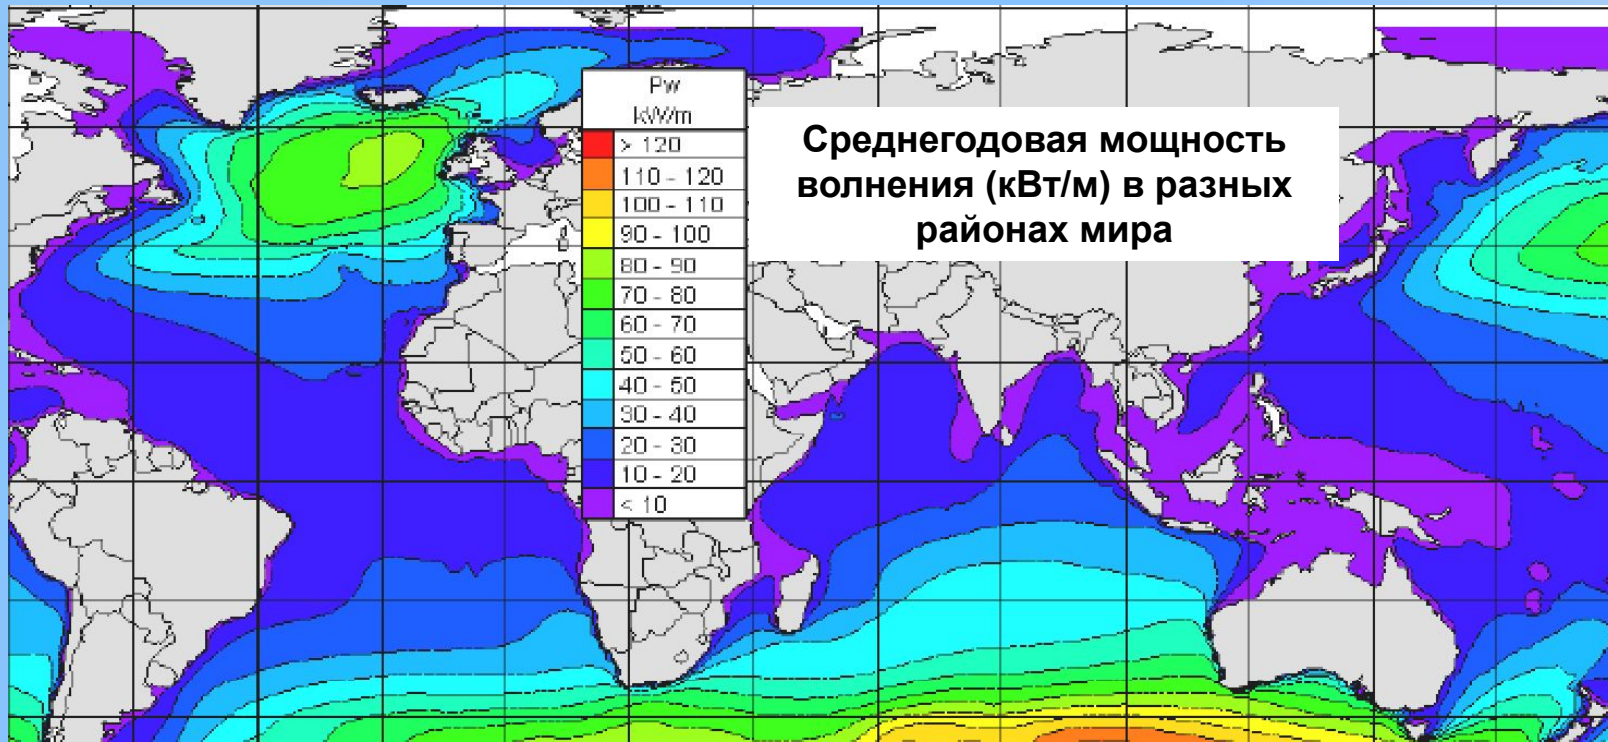 Pw
kW/m
> 120
110 - 120
100 - 110
90 - 100
80 - 90
70 - 80
60 - 70
50 - 60
40 - 50
30 - 40
20 - 30
10 - 20
< 10
Среднегодовая мощность
волнения (кВт/м) в разных
районах мира